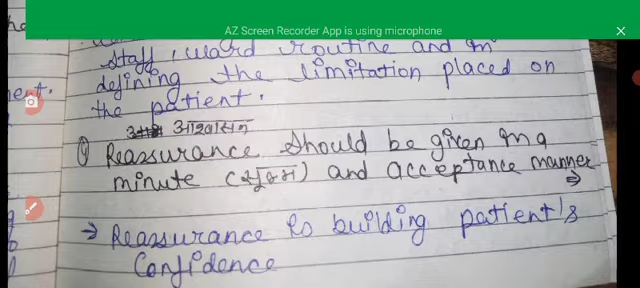 AZ Screen Recorder App is using microphone
staff, ward routine and in
defining the limitation placed on
the patient.
ent.
आश्वासन
Reassurance should be given in a
minute (सूक्ष्म) and acceptance manner
→ Reassurance is building patient's
Confidence